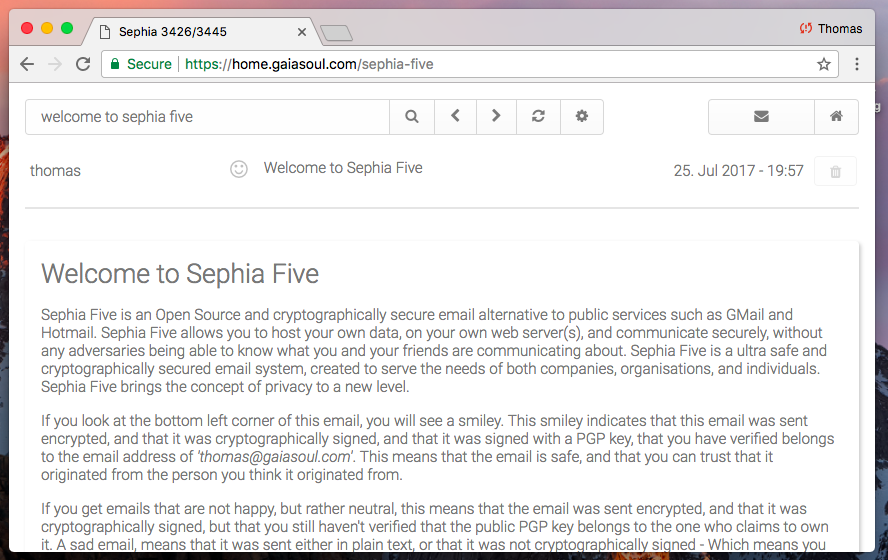 Sephia 3426/3445
Thomas
Secure https://home.gaiasoul.com/sephia-five
welcome to sephia five
thomas Welcome to Sephia Five 25. Jul 2017 - 19:57
Welcome to Sephia Five
Sephia Five is an Open Source and cryptographically secure email alternative to public services such as GMail and
Hotmail. Sephia Five allows you to host your own data, on your own web server(s), and communicate securely, without
any adversaries being able to know what you and your friends are communicating about. Sephia Five is a ultra safe and
cryptographically secured email system, created to serve the needs of both companies, organisations, and individuals.
Sephia Five brings the concept of privacy to a new level.
If you look at the bottom left corner of this email, you will see a smiley. This smiley indicates that this email was sent
encrypted, and that it was cryptographically signed, and that it was signed with a PGP key, that you have verified belongs
to the email address of 'thomas@gaiasoul.com'. This means that the email is safe, and that you can trust that it
originated from the person you think it originated from.
If you get emails that are not happy, but rather neutral, this means that the email was sent encrypted, and that it was
cryptographically signed, but that you still haven't verified that the public PGP key belongs to the one who claims to own
it. A sad email, means that it was sent either in plain text, or that it was not cryptographically signed - Which means you